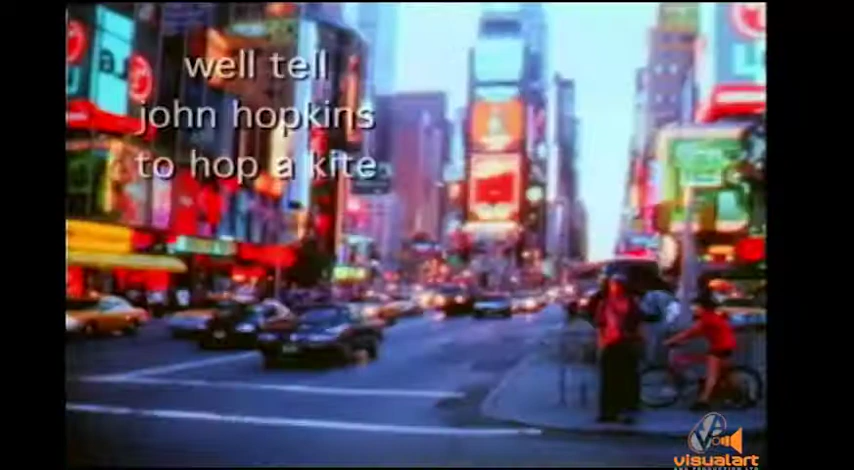 well tell
john hopkins
to hop a kite
visualart